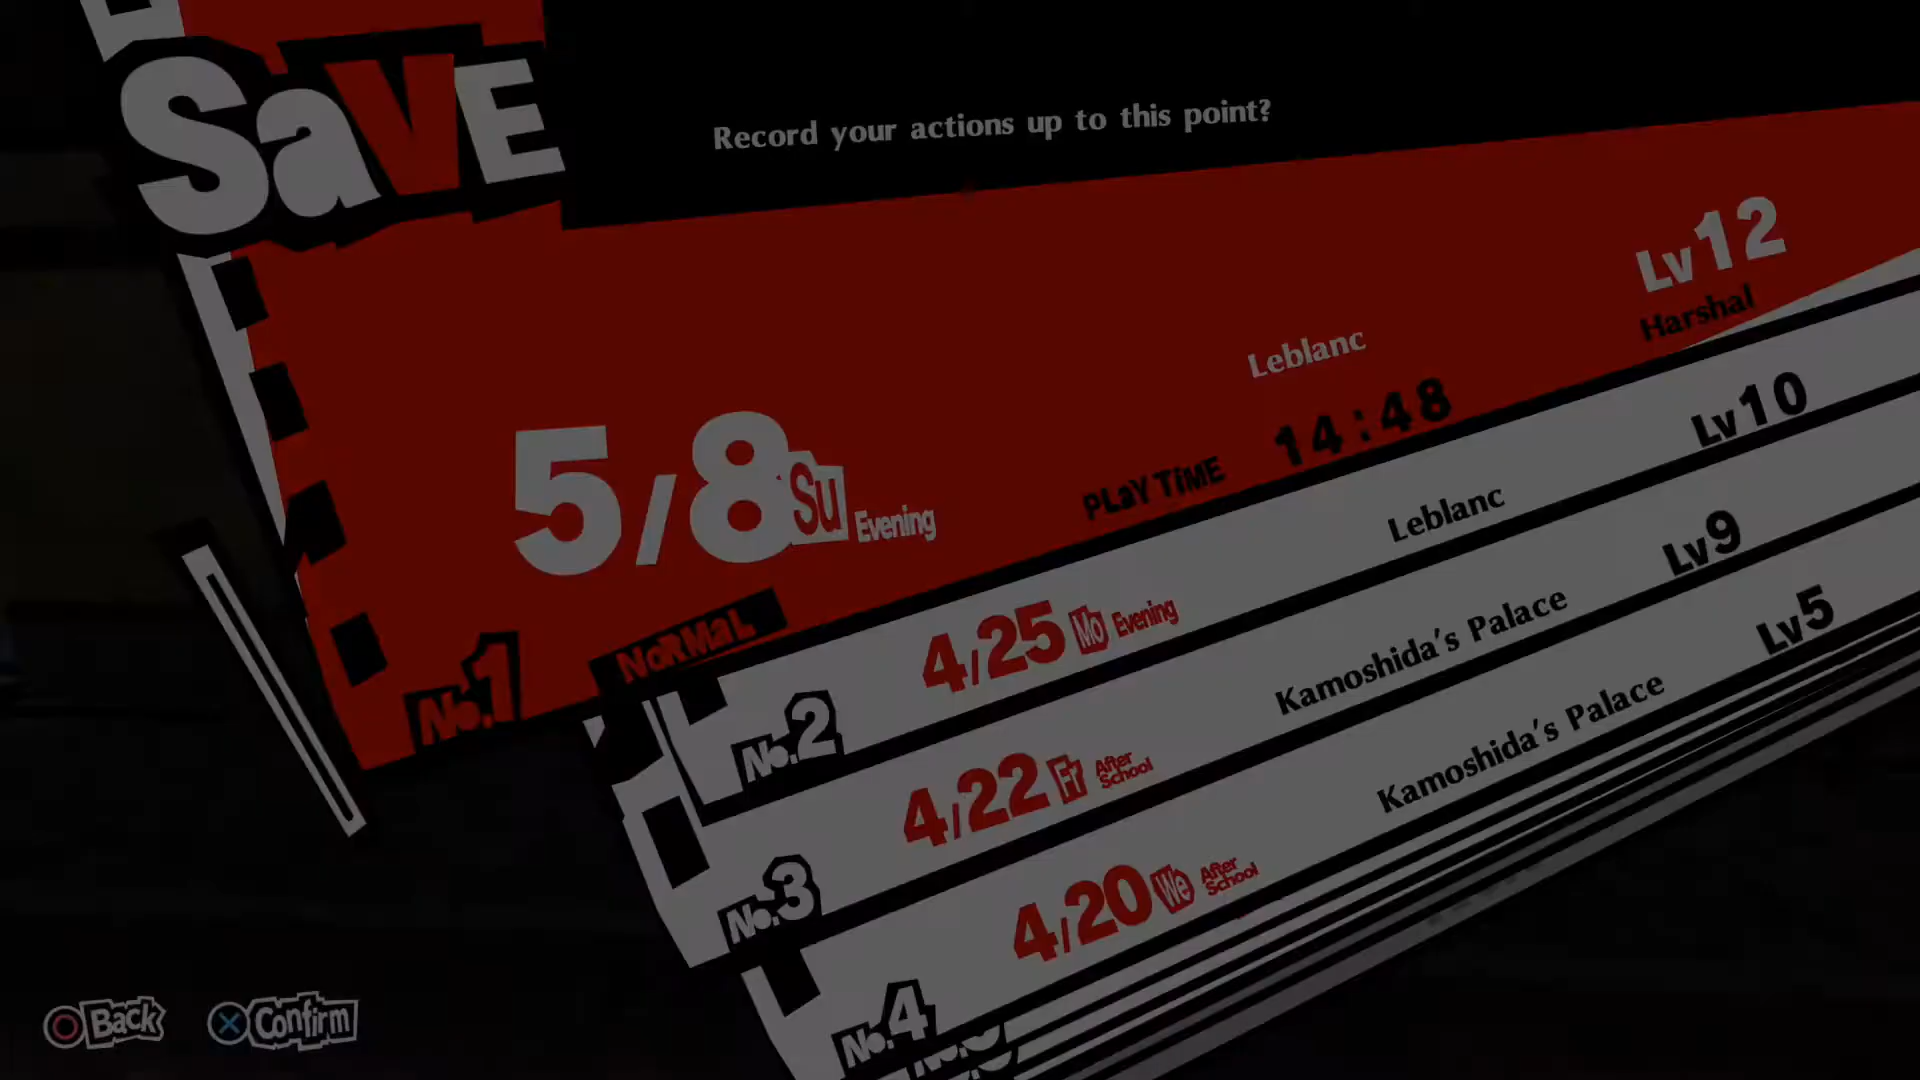 SaVE
Record your actions up to this point?
Lv12
Harshal
Leblanc
PLaY TiME 14:48
5/8 Su Evening
No.1 NoRMaL
Lv10
Leblanc
4/25 Mo Evening
No.2
Lv9
Kamoshida's Palace
4/22 Fr After School
No.3
Lv5
Kamoshida's Palace
4/20 We After School
No.4
Back
Confirm